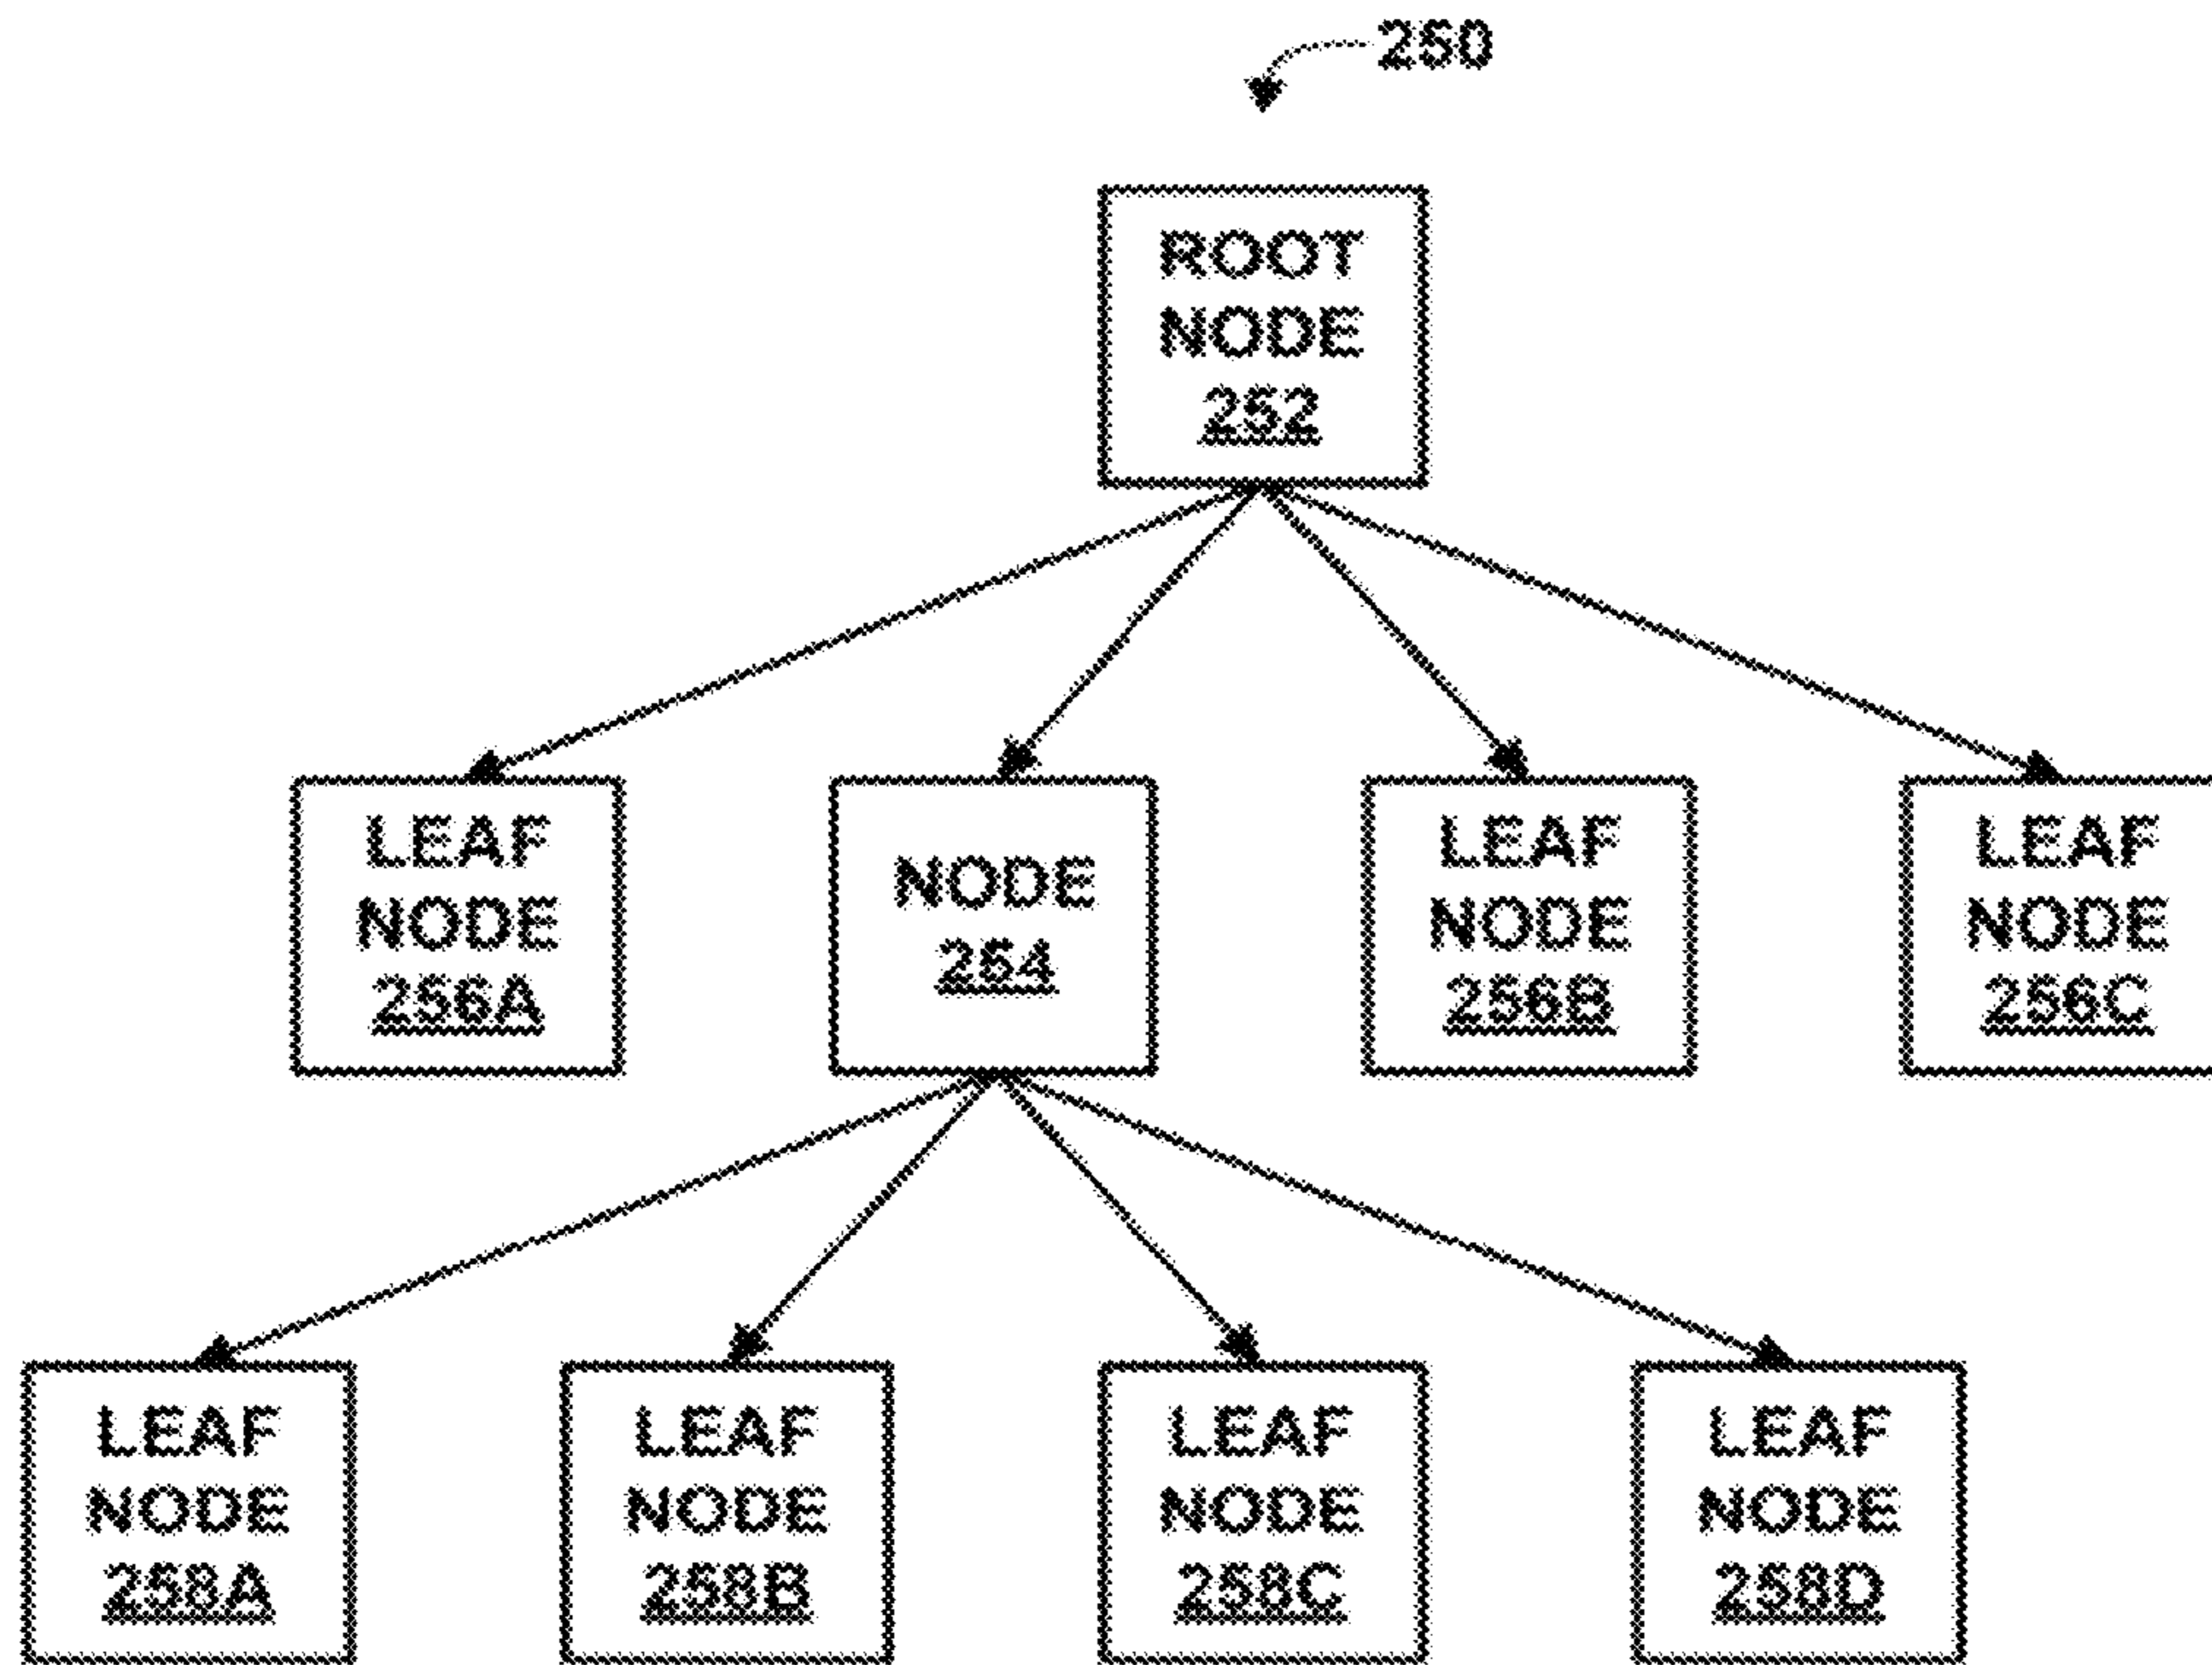 250
ROOT
NODE
252
LEAF
NODE
256A
NODE
254
LEAF
NODE
256B
LEAF
NODE
256C
LEAF
NODE
258A
LEAF
NODE
258B
LEAF
NODE
258C
LEAF
NODE
258D